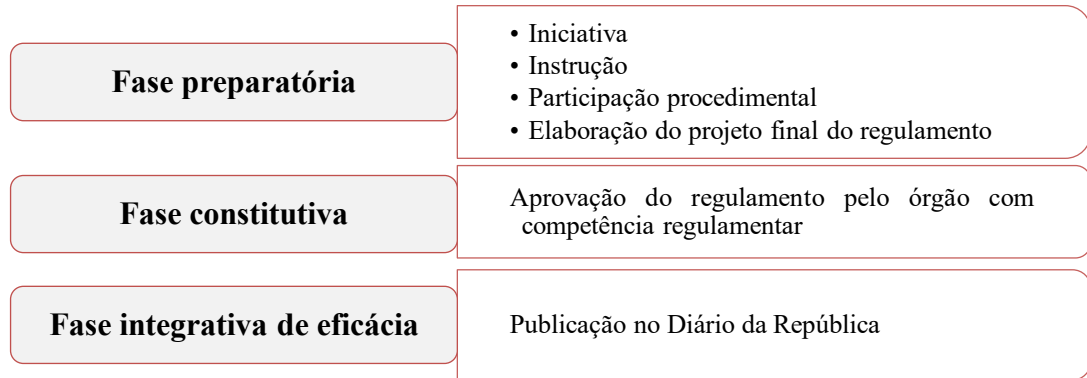 Fase preparatória
• Iniciativa
• Instrução
• Participação procedimental
• Elaboração do projeto final do regulamento
Fase constitutiva
Aprovação do regulamento pelo órgão com
competência regulamentar
Fase integrativa de eficácia
Publicação no Diário da República